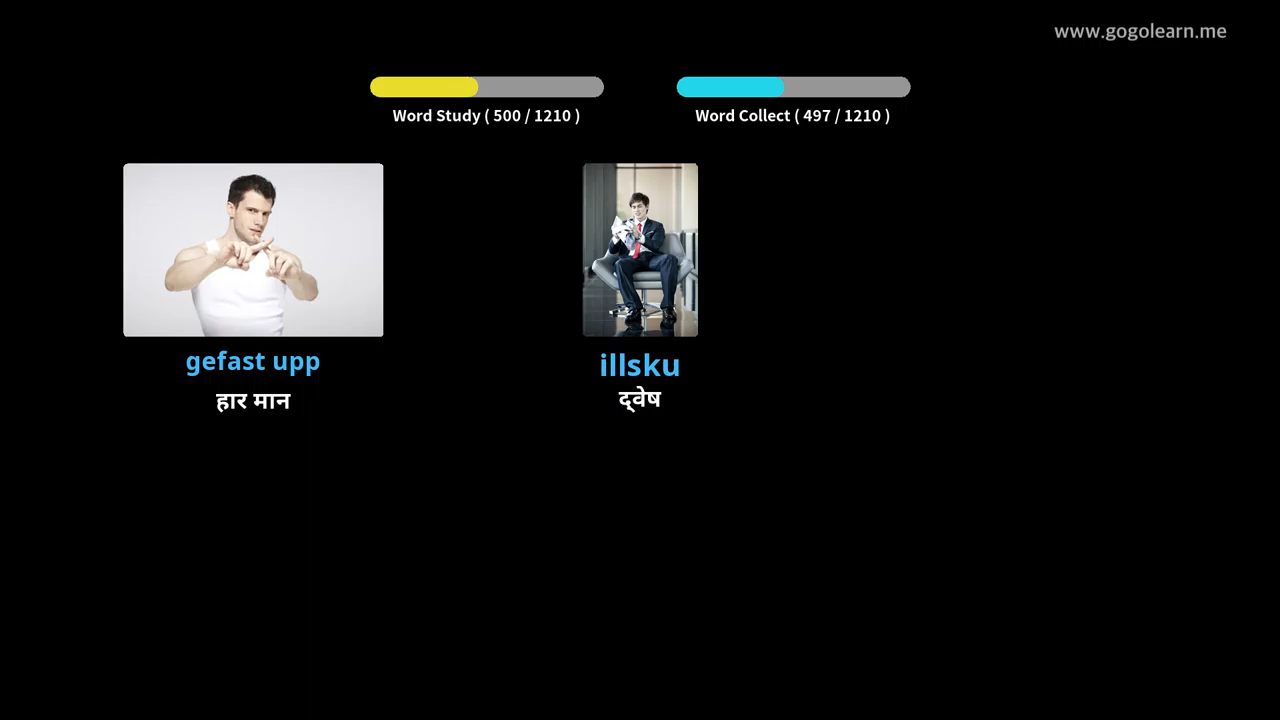 www.gogolearn.me
Word Study ( 500 / 1210 )
Word Collect ( 497 / 1210 )
gefast upp
हार मान
illsku
द्वेष